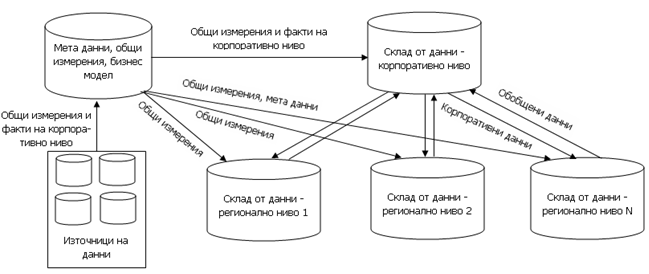 Общи измерения и факти на
корпоративно ниво
Мета данни, общи
измерения, бизнес
модел
Склад от данни -
корпоративно ниво
Общи измерения, мета данни
Обобщени данни
Общи измерения и
факти на корпора-
тивно ниво
Общи измерения
Общи измерения
Корпоративни данни
Склад от данни -
регионално ниво 1
Склад от данни -
регионално ниво 2
Склад от данни -
регионално ниво N
Източници на
данни